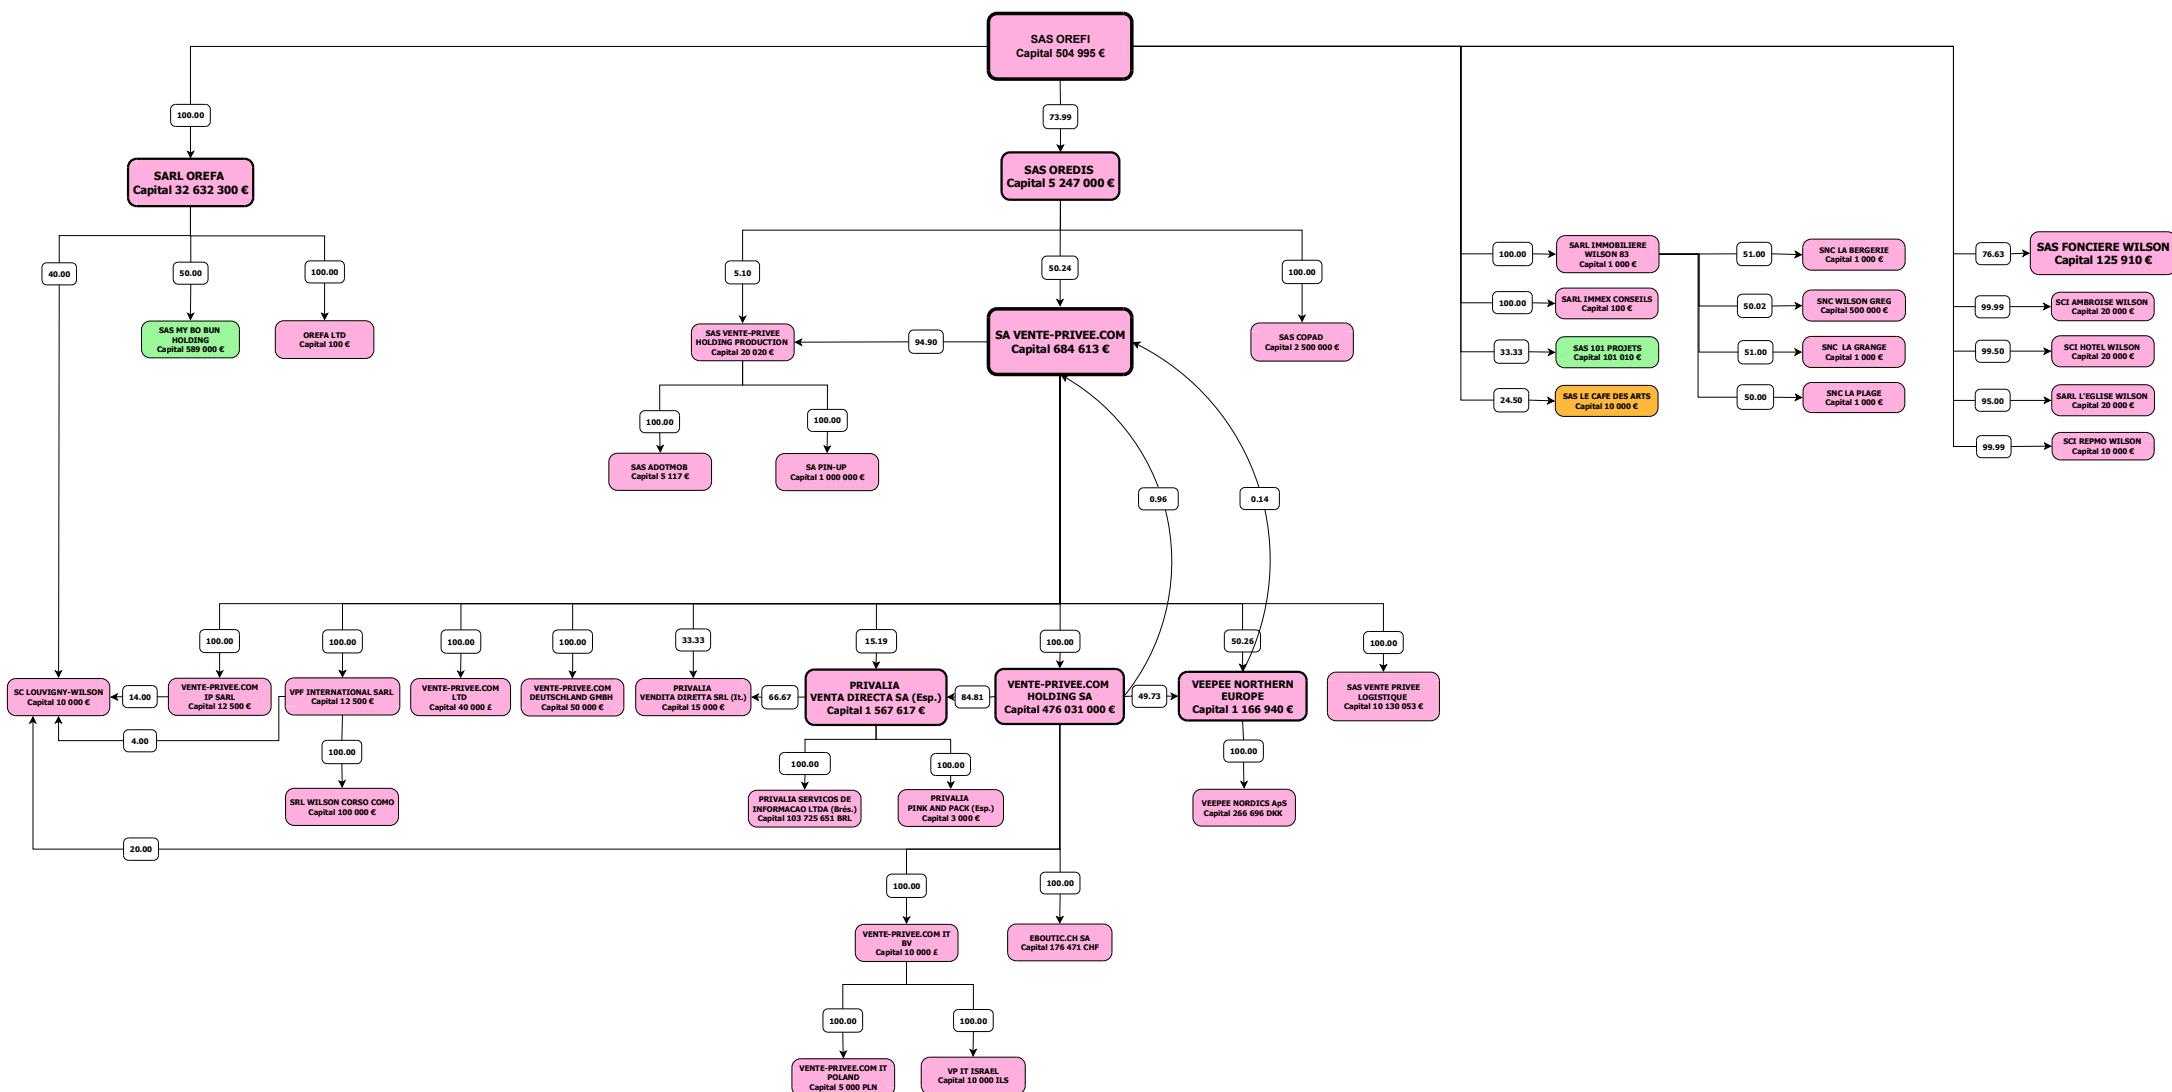 SAS OREFI
Capital 504 995 €
100.00
73.99
SARL OREFA
Capital 32 632 300 €
SAS OREDIS
Capital 5 247 000 €
40.00
50.00
100.00
5.10
50.24
100.00
100.00
SARL IMMOBILIERE
WILSON 83
Capital 1 000 €
51.00
SNC LA BERGERIE
Capital 1 000 €
76.63
SAS FONCIERE WILSON
Capital 125 910 €
100.00
SARL IMMEX CONSEILS
Capital 100 €
50.02
SNC WILSON GREG
Capital 500 000 €
99.99
SCI AMBROISE WILSON
Capital 20 000 €
SAS MY BO BUN
HOLDING
Capital 589 000 €
OREFA LTD
Capital 100 €
SAS VENTE-PRIVEE
HOLDING PRODUCTION
Capital 20 020 €
94.90
SA VENTE-PRIVEE.COM
Capital 684 613 €
SAS COPAD
Capital 2 500 000 €
33.33
SAS 101 PROJETS
Capital 101 010 €
51.00
SNC LA GRANGE
Capital 1 000 €
99.50
SCI HOTEL WILSON
Capital 20 000 €
24.50
SAS LE CAFE DES ARTS
Capital 10 000 €
50.00
SNC LA PLAGE
Capital 1 000 €
95.00
SARL L'EGLISE WILSON
Capital 20 000 €
100.00
100.00
99.99
SCI REPMO WILSON
Capital 10 000 €
SAS ADOTMOB
Capital 5 117 €
SA PIN-UP
Capital 1 000 000 €
0.96
0.14
100.00
100.00
100.00
100.00
33.33
15.19
100.00
50.26
100.00
SC LOUVIGNY-WILSON
Capital 10 000 €
14.00
VENTE-PRIVEE.COM
IP SARL
Capital 12 500 €
VPF INTERNATIONAL SARL
Capital 12 500 €
VENTE-PRIVEE.COM
LTD
Capital 40 000 £
VENTE-PRIVEE.COM
DEUTSCHLAND GMBH
Capital 50 000 €
PRIVALIA
VENDITA DIRETTA SRL (It.)
Capital 15 000 €
66.67
PRIVALIA
VENTA DIRECTA SA (Esp.)
Capital 1 567 617 €
84.81
VENTE-PRIVEE.COM
HOLDING SA
Capital 476 031 000 €
49.73
VEEPEE NORTHERN
EUROPE
Capital 1 166 940 €
SAS VENTE PRIVEE
LOGISTIQUE
Capital 10 130 053 €
4.00
100.00
100.00
100.00
100.00
SRL WILSON CORSO COMO
Capital 100 000 €
PRIVALIA SERVICOS DE
INFORMACAO LTDA (Brés.)
Capital 103 725 651 BRL
PRIVALIA
PINK AND PACK (Esp.)
Capital 3 000 €
VEEPEE NORDICS ApS
Capital 266 696 DKK
20.00
100.00
100.00
VENTE-PRIVEE.COM IT
BV
Capital 10 000 £
EBOUTIC.CH SA
Capital 176 471 CHF
100.00
100.00
VENTE-PRIVEE.COM IT
POLAND
Capital 5 000 PLN
VP IT ISRAEL
Capital 10 000 ILS